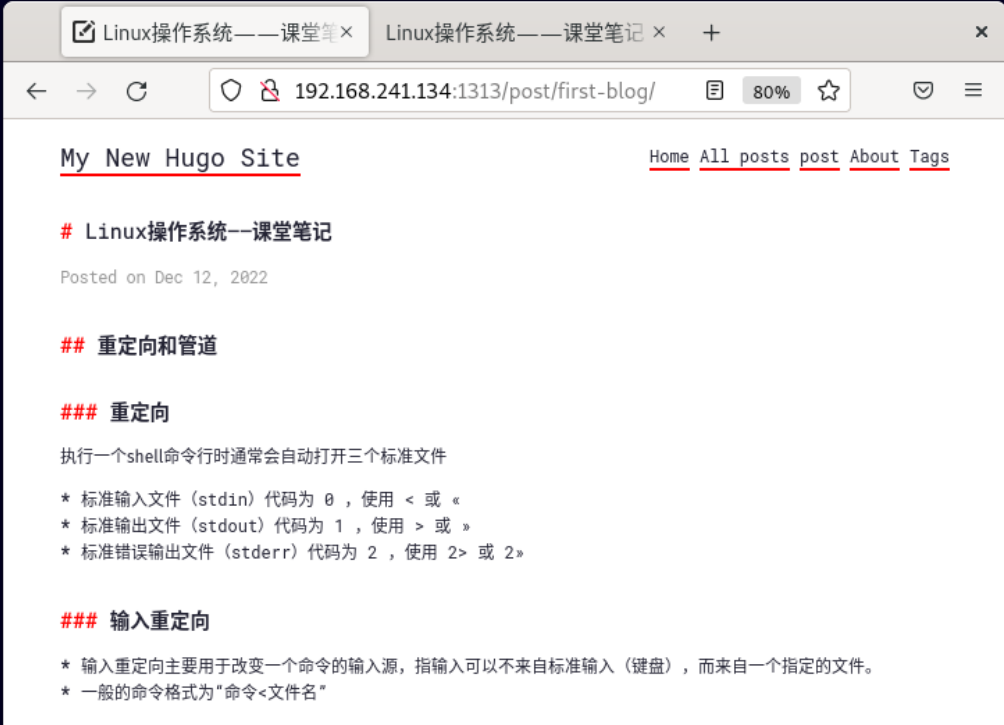 Linux操作系统——课堂笔
Linux操作系统——课堂笔记
192.168.241.134:1313/post/first-blog/
80%
My New Hugo Site
Home All posts post About Tags
# Linux操作系统——课堂笔记
Posted on Dec 12, 2022
## 重定向和管道
### 重定向
执行一个shell命令行时通常会自动打开三个标准文件
* 标准输入文件（stdin）代码为 0 ，使用 < 或 «
* 标准输出文件（stdout）代码为 1 ，使用 > 或 »
* 标准错误输出文件（stderr）代码为 2 ，使用 2> 或 2»
### 输入重定向
* 输入重定向主要用于改变一个命令的输入源，指输入可以不来自标准输入（键盘），而来自一个指定的文件。
* 一般的命令格式为“命令<文件名”